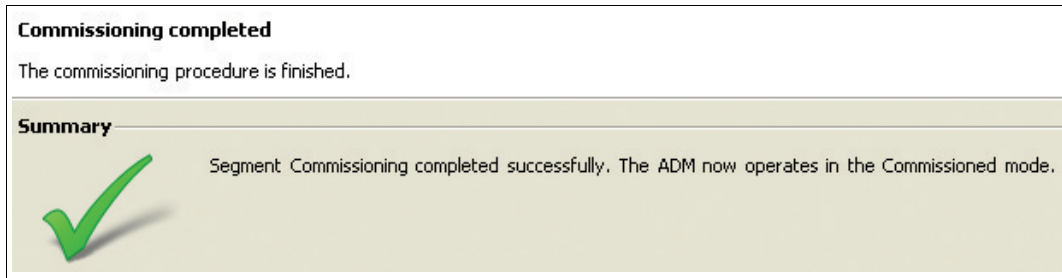 Commissioning completed
The commissioning procedure is finished.
Summary
Segment Commissioning completed successfully. The ADM now operates in the Commissioned mode.